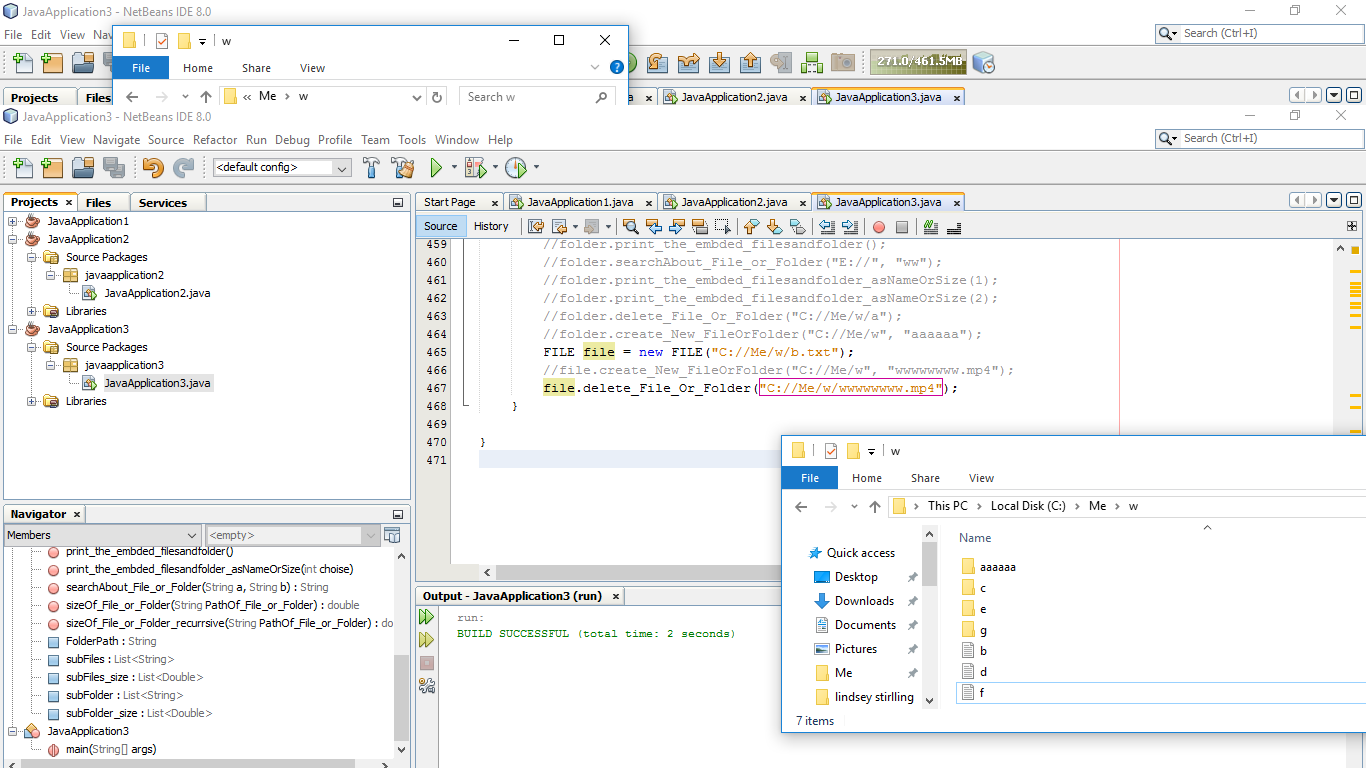 JavaApplication3 - NetBeans IDE 8.0
File Edit View Nav
Search (Ctrl+I)
w
File Home Share View
271.0/461.5MB
« Me › w
Search w
Projects Files
JavaApplication2.java JavaApplication3.java
JavaApplication3 - NetBeans IDE 8.0
File Edit View Navigate Source Refactor Run Debug Profile Team Tools Window Help
Search (Ctrl+I)
<default config>
Projects Files Services
Start Page JavaApplication1.java JavaApplication2.java JavaApplication3.java
Source History
JavaApplication1
JavaApplication2
Source Packages
javaapplication2
JavaApplication2.java
Libraries
JavaApplication3
Source Packages
javaapplication3
JavaApplication3.java
Libraries
459 //folder.print_the_embded_filesandfolder();
460 //folder.searchAbout_File_or_Folder("E://", "ww");
461 //folder.print_the_embded_filesandfolder_asNameOrSize(1);
462 //folder.print_the_embded_filesandfolder_asNameOrSize(2);
463 //folder.delete_File_Or_Folder("C://Me/w/a");
464 //folder.create_New_FileOrFolder("C://Me/w", "aaaaaa");
465 FILE file = new FILE("C://Me/w/b.txt");
466 //file.create_New_FileOrFolder("C://Me/w", "wwwwwwww.mp4");
467 file.delete_File_Or_Folder("C://Me/w/wwwwwwww.mp4");
468 }
469
470 }
471
Navigator
Members
<empty>
print_the_embded_filesandfolder()
print_the_embded_filesandfolder_asNameOrSize(int choise)
searchAbout_File_or_Folder(String a, String b) : String
sizeOf_File_or_Folder(String PathOf_File_or_Folder) : double
sizeOf_File_or_Folder_recurrsive(String PathOf_File_or_Folder) : do
FolderPath : String
subFiles : List<String>
subFiles_size : List<Double>
subFolder : List<String>
subFolder_size : List<Double>
JavaApplication3
main(String[] args)
Output - JavaApplication3 (run)
run:
BUILD SUCCESSFUL (total time: 2 seconds)
w
File Home Share View
This PC › Local Disk (C:) › Me › w
Quick access
Desktop
Downloads
Documents
Pictures
Me
lindsey stirlling
Name
aaaaaa
c
e
g
b
d
f
7 items